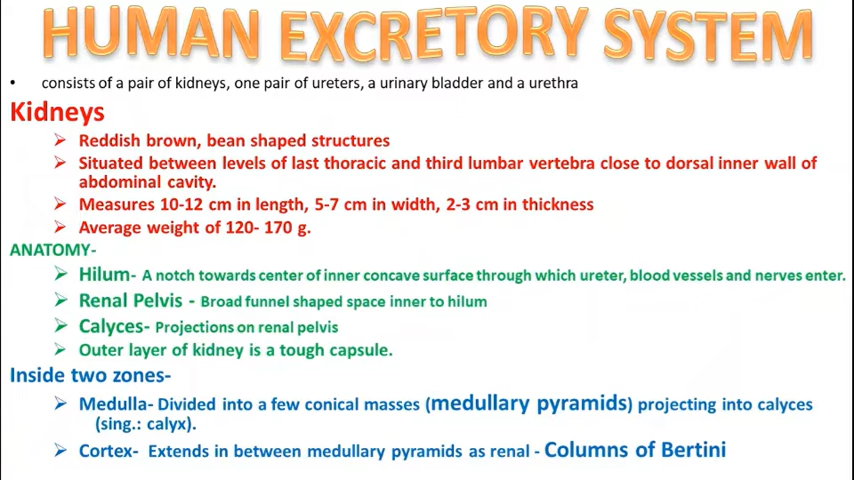 HUMAN EXCRETORY SYSTEM
• consists of a pair of kidneys, one pair of ureters, a urinary bladder and a urethra
Kidneys
➢ Reddish brown, bean shaped structures
➢ Situated between levels of last thoracic and third lumbar vertebra close to dorsal inner wall of
abdominal cavity.
➢ Measures 10-12 cm in length, 5-7 cm in width, 2-3 cm in thickness
➢ Average weight of 120- 170 g.
ANATOMY-
➢ Hilum- A notch towards center of inner concave surface through which ureter, blood vessels and nerves enter.
➢ Renal Pelvis - Broad funnel shaped space inner to hilum
➢ Calyces- Projections on renal pelvis
➢ Outer layer of kidney is a tough capsule.
Inside two zones-
➢ Medulla- Divided into a few conical masses (medullary pyramids) projecting into calyces
(sing.: calyx).
➢ Cortex- Extends in between medullary pyramids as renal - Columns of Bertini